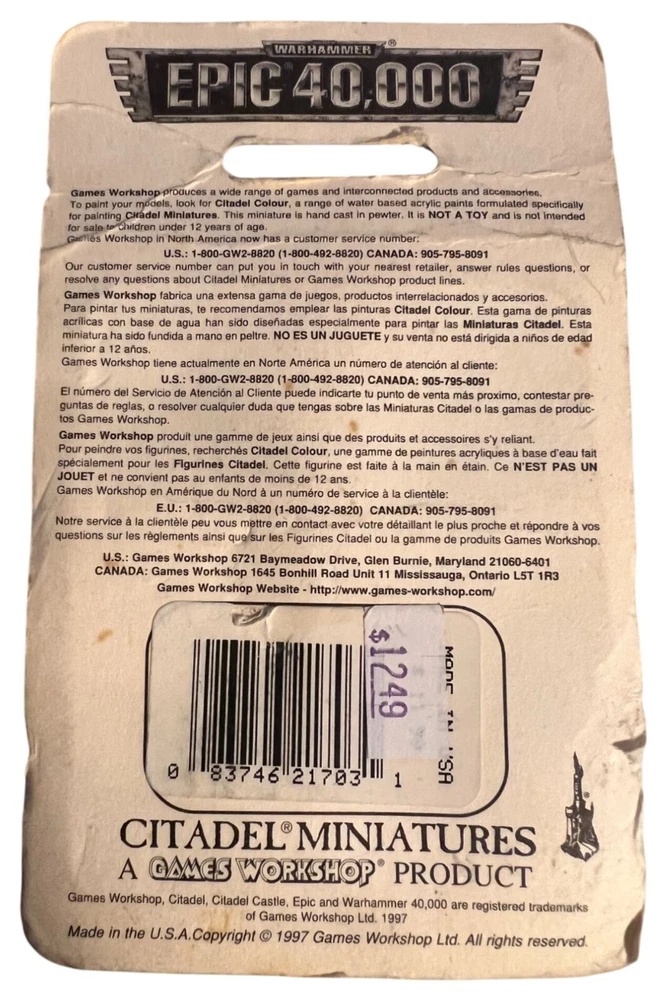 WARHAMMER®
EPIC 40,000
Games Workshop produces a wide range of games and interconnected products and accessories.
To paint your models, look for Citadel Colour, a range of water based acrylic paints formulated specifically
for painting Citadel Miniatures. This miniature is hand cast in pewter. It is NOT A TOY and is not intended
for sale to children under 12 years of age.
Games Workshop in North America now has a customer service number:
U.S.: 1-800-GW2-8820 (1-800-492-8820) CANADA: 905-795-8091
Our customer service number can put you in touch with your nearest retailer, answer rules questions, or
resolve any questions about Citadel Miniatures or Games Workshop product lines.
Games Workshop fabrica una extensa gama de juegos, productos interrelacionados y accesorios.
Para pintar tus miniaturas, te recomendamos emplear las pinturas Citadel Colour. Esta gama de pinturas
acrílicas con base de agua han sido diseñadas especialmente para pintar las Miniaturas Citadel. Esta
miniatura ha sido fundida a mano en peltre. NO ES UN JUGUETE y su venta no está dirigida a niños de edad
inferior a 12 años.
Games Workshop tiene actualmente en Norte América un número de atención al cliente:
U.S.: 1-800-GW2-8820 (1-800-492-8820) CANADA: 905-795-8091
El número del Servicio de Atención al Cliente puede indicarte tu punto de venta más proximo, contestar pre-
guntas de reglas, o resolver cualquier duda que tengas sobre las Miniaturas Citadel o las gamas de produc-
tos Games Workshop.
Games Workshop produit une gamme de jeux ainsi que des produits et accessoires s'y reliant.
Pour peindre vos figurines, recherchés Citadel Colour, une gamme de peintures acryliques à base d'eau fait
spécialement pour les Figurines Citadel. Cette figurine est faite à la main en étain. Ce N'EST PAS UN
JOUET et ne convient pas au enfants de moins de 12 ans.
Games Workshop en Amérique du Nord à un numéro de service à la clientèle:
E.U.: 1-800-GW2-8820 (1-800-492-8820) CANADA: 905-795-8091
Notre service à la clientèle peu vous mettre en contact avec votre détaillant le plus proche et répondre à vos
questions sur les règlements ainsi que sur les Figurines Citadel ou la gamme de produits Games Workshop.
U.S.: Games Workshop 6721 Baymeadow Drive, Glen Burnie, Maryland 21060-6401
CANADA: Games Workshop 1645 Bonhill Road Unit 11 Mississauga, Ontario L5T 1R3
Games Workshop Website - http://www.games-workshop.com/
$1249
MADE IN USA
0 83746 21703 1
CITADEL® MINIATURES
A GAMES WORKSHOP® PRODUCT
Games Workshop, Citadel, Citadel Castle, Epic and Warhammer 40,000 are registered trademarks
of Games Workshop Ltd. 1997
Made in the U.S.A.Copyright © 1997 Games Workshop Ltd. All rights reserved.